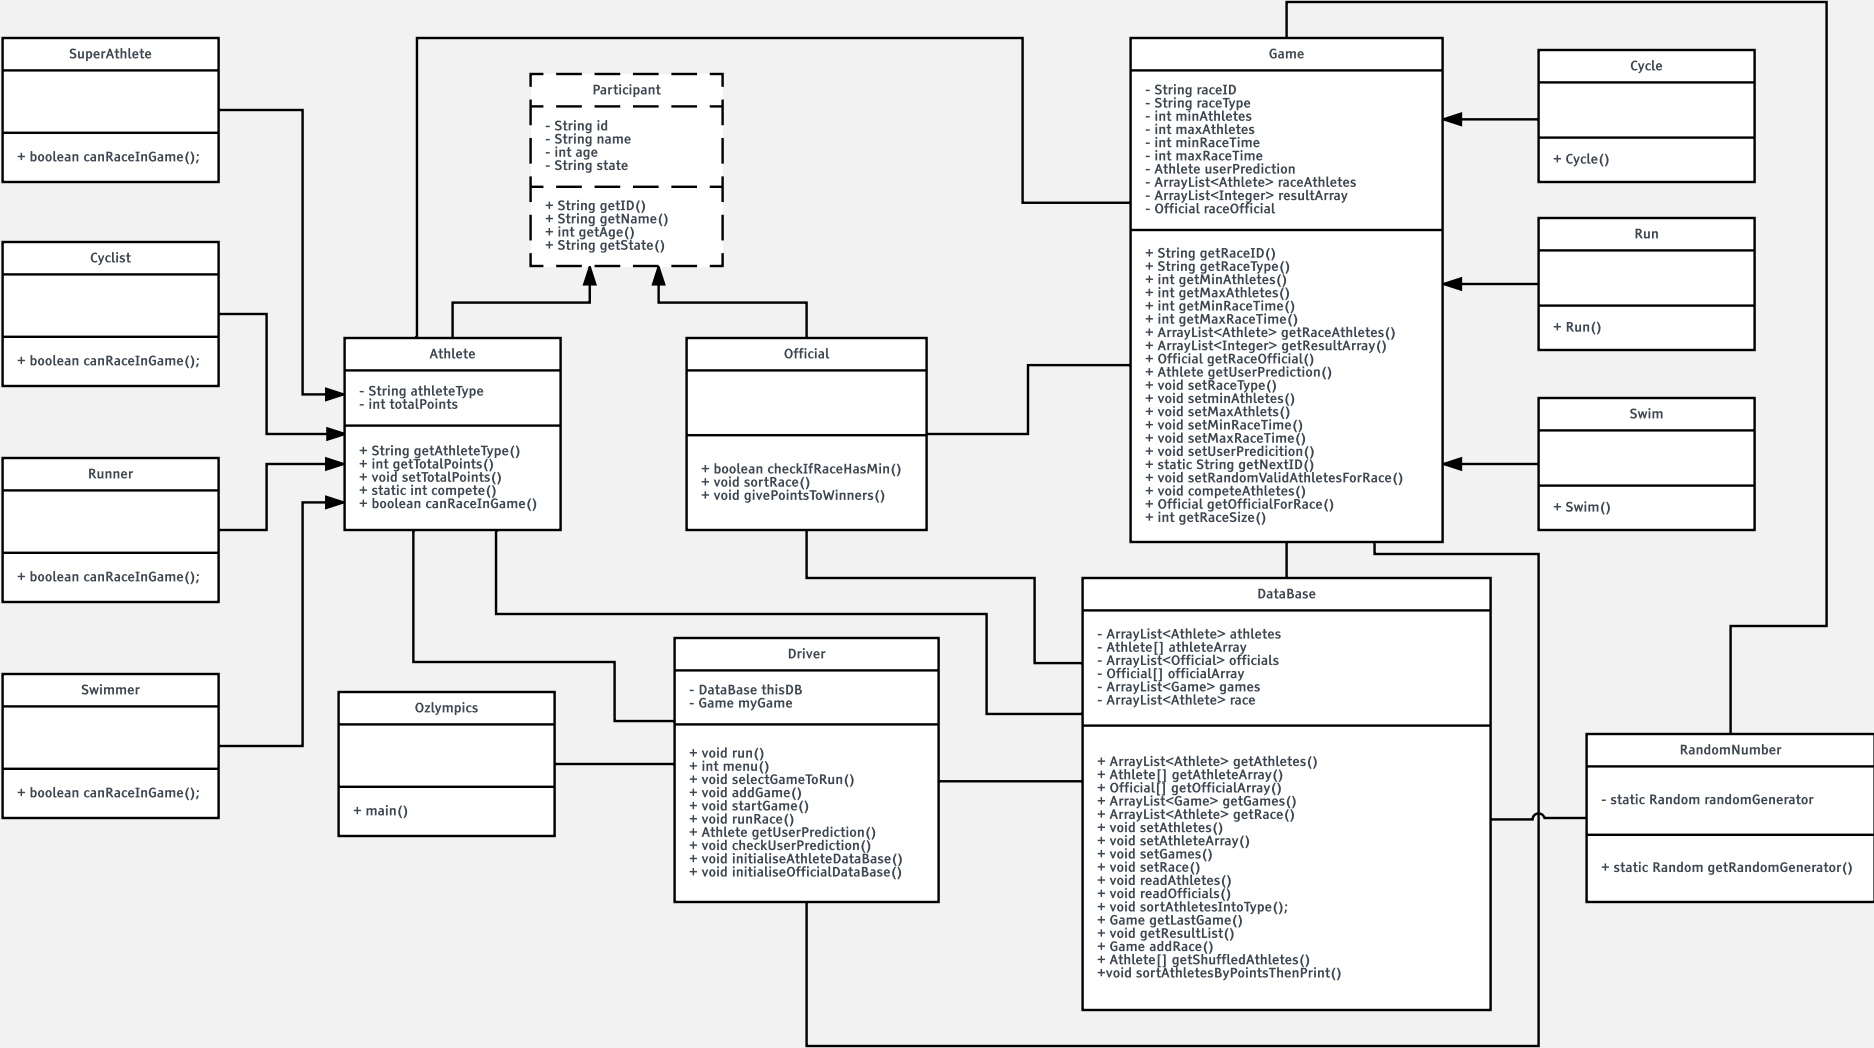 SuperAthlete
+ boolean canRaceInGame();
Cyclist
+ boolean canRaceInGame();
Runner
+ boolean canRaceInGame();
Swimmer
+ boolean canRaceInGame();
Participant
- String id
- String name
- int age
- String state
+ String getID()
+ String getName()
+ int getAge()
+ String getState()
Athlete
- String athleteType
- int totalPoints
+ String getAthleteType()
+ int getTotalPoints()
+ void setTotalPoints()
+ static int compete()
+ boolean canRaceInGame()
Official
+ boolean checkIfRaceHasMin()
+ void sortRace()
+ void givePointsToWinners()
Game
- String raceID
- String raceType
- int minAthletes
- int maxAthletes
- int minRaceTime
- int maxRaceTime
- Athlete userPrediction
- ArrayList<Athlete> raceAthletes
- ArrayList<Integer> resultArray
- Official raceOfficial
+ String getRaceID()
+ String getRaceType()
+ int getMinAthletes()
+ int getMaxAthletes()
+ int getMinRaceTime()
+ int getMaxRaceTime()
+ ArrayList<Athlete> getRaceAthletes()
+ ArrayList<Integer> getResultArray()
+ Official getRaceOfficial()
+ Athlete getUserPrediction()
+ void setRaceType()
+ void setminAthletes()
+ void setMaxAthlets()
+ void setMinRaceTime()
+ void setMaxRaceTime()
+ void setUserPredicition()
+ static String getNextID()
+ void setRandomValidAthletesForRace()
+ void competeAthletes()
+ Official getOfficialForRace()
+ int getRaceSize()
Cycle
+ Cycle()
Run
+ Run()
Swim
+ Swim()
Ozlympics
+ main()
Driver
- DataBase thisDB
- Game myGame
+ void run()
+ int menu()
+ void selectGameToRun()
+ void addGame()
+ void startGame()
+ void runRace()
+ Athlete getUserPrediction()
+ void checkUserPrediction()
+ void initialiseAthleteDataBase()
+ void initialiseOfficialDataBase()
DataBase
- ArrayList<Athlete> athletes
- Athlete[] athleteArray
- ArrayList<Official> officials
- Official[] officialArray
- ArrayList<Game> games
- ArrayList<Athlete> race
+ ArrayList<Athlete> getAthletes()
+ Athlete[] getAthleteArray()
+ Official[] getOfficialArray()
+ ArrayList<Game> getGames()
+ ArrayList<Athlete> getRace()
+ void setAthletes()
+ void setAthleteArray()
+ void setGames()
+ void setRace()
+ void readAthletes()
+ void readOfficials()
+ void sortAthletesIntoType();
+ Game getLastGame()
+ void getResultList()
+ Game addRace()
+ Athlete[] getShuffledAthletes()
+void sortAthletesByPointsThenPrint()
RandomNumber
- static Random randomGenerator
+ static Random getRandomGenerator()